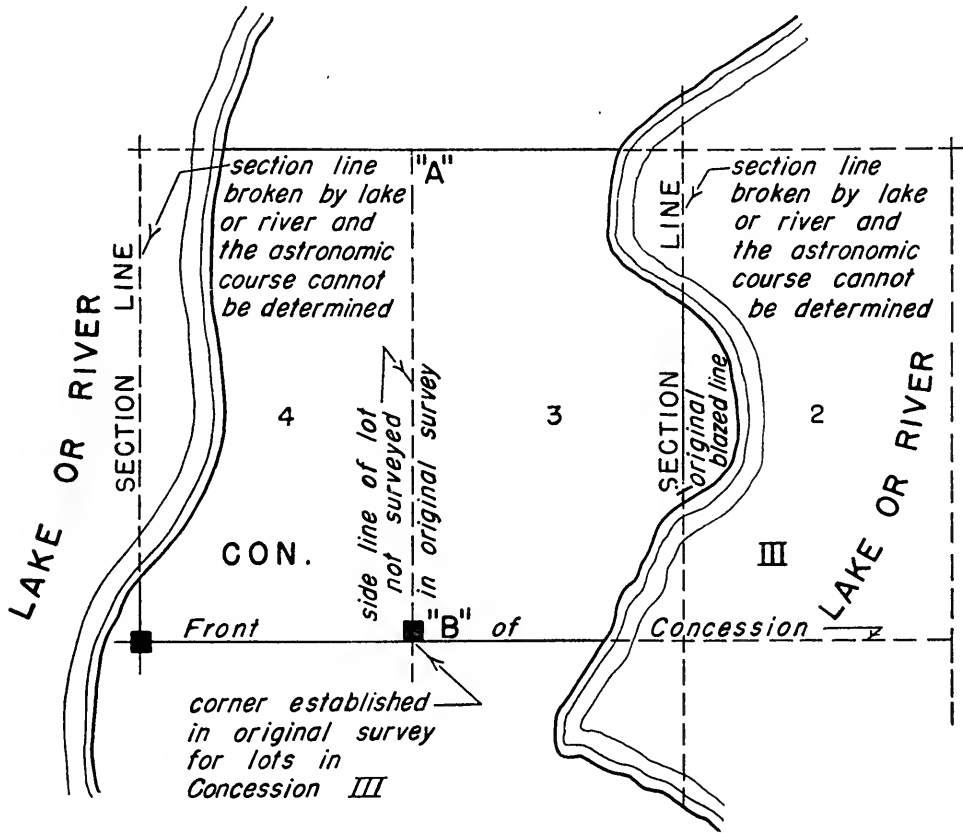 "A"
section line
broken by lake
or river and
the astronomic
course cannot
be determined
section line
broken by lake
or river and
the astronomic
course cannot
be determined
LAKE OR RIVER
SECTION LINE
4
side line of lot
not surveyed
in original survey
3
SECTION LINE
original
blazed line
2
LAKE OR RIVER
CON. III
Front "B" of Concession
corner established
in original survey
for lots in
Concession III